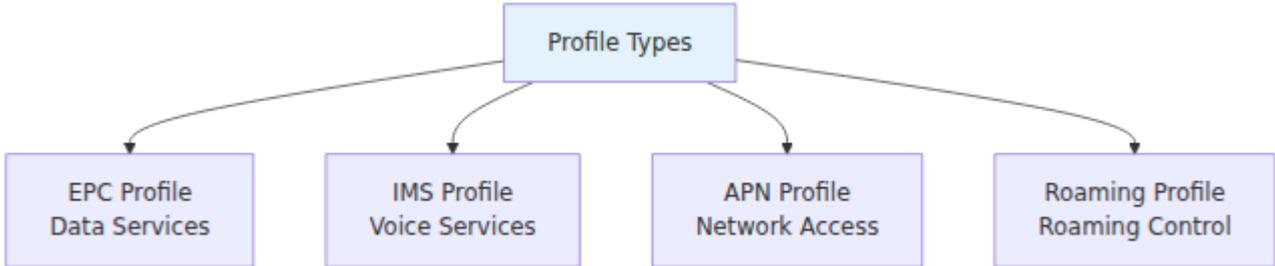 Profile Types
EPC Profile
Data Services
IMS Profile
Voice Services
APN Profile
Network Access
Roaming Profile
Roaming Control